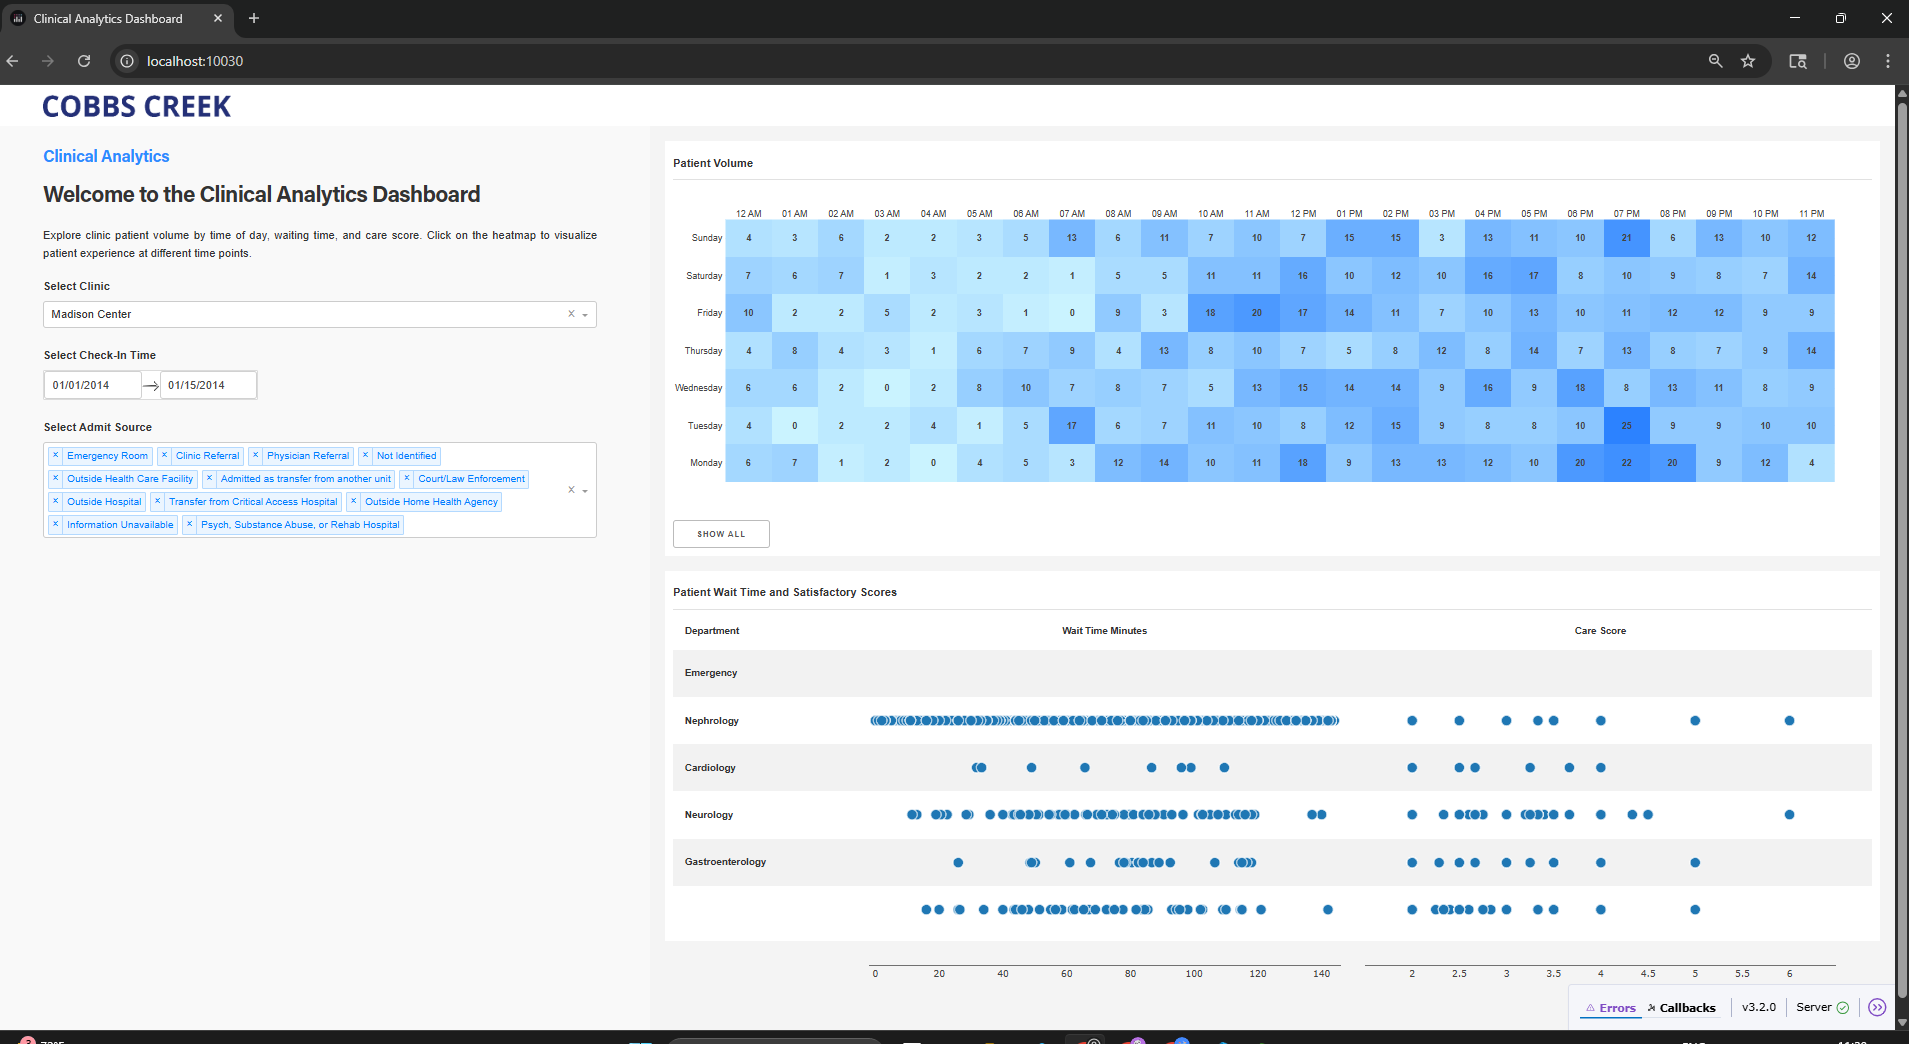 Clinical Analytics Dashboard
localhost:10030
COBBS CREEK
Clinical Analytics
Welcome to the Clinical Analytics Dashboard
Explore clinic patient volume by time of day, waiting time, and care score. Click on the heatmap to visualize
patient experience at different time points.
Select Clinic
Madison Center
Select Check-In Time
01/01/2014 → 01/15/2014
Select Admit Source
× Emergency Room × Clinic Referral × Physician Referral × Not Identified
× Outside Health Care Facility × Admitted as transfer from another unit × Court/Law Enforcement
× Outside Hospital × Transfer from Critical Access Hospital × Outside Home Health Agency
× Information Unavailable × Psych, Substance Abuse, or Rehab Hospital
Patient Volume
12 AM 01 AM 02 AM 03 AM 04 AM 05 AM 06 AM 07 AM 08 AM 09 AM 10 AM 11 AM 12 PM 01 PM 02 PM 03 PM 04 PM 05 PM 06 PM 07 PM 08 PM 09 PM 10 PM 11 PM
Sunday 4 3 6 2 2 3 5 13 6 11 7 10 7 15 15 3 13 11 10 21 6 13 10 12
Saturday 7 6 7 1 3 2 2 1 5 5 11 11 16 10 12 10 16 17 8 10 9 8 7 14
Friday 10 2 2 5 2 3 1 0 9 3 18 20 17 14 11 7 10 13 10 11 12 12 9 9
Thursday 4 8 4 3 1 6 7 9 4 13 8 10 7 5 8 12 8 14 7 13 8 7 9 14
Wednesday 6 6 2 0 2 8 10 7 8 7 5 13 15 14 14 9 16 9 18 8 13 11 8 9
Tuesday 4 0 2 2 4 1 5 17 6 7 11 10 8 12 15 9 8 8 10 25 9 9 10 10
Monday 6 7 1 2 0 4 5 3 12 14 10 11 18 9 13 13 12 10 20 22 20 9 12 4
SHOW ALL
Patient Wait Time and Satisfactory Scores
Department Wait Time Minutes Care Score
Emergency
Nephrology
Cardiology
Neurology
Gastroenterology
0 20 40 60 80 100 120 140 2 2.5 3 3.5 4 4.5 5 5.5 6
Errors Callbacks v3.2.0 Server